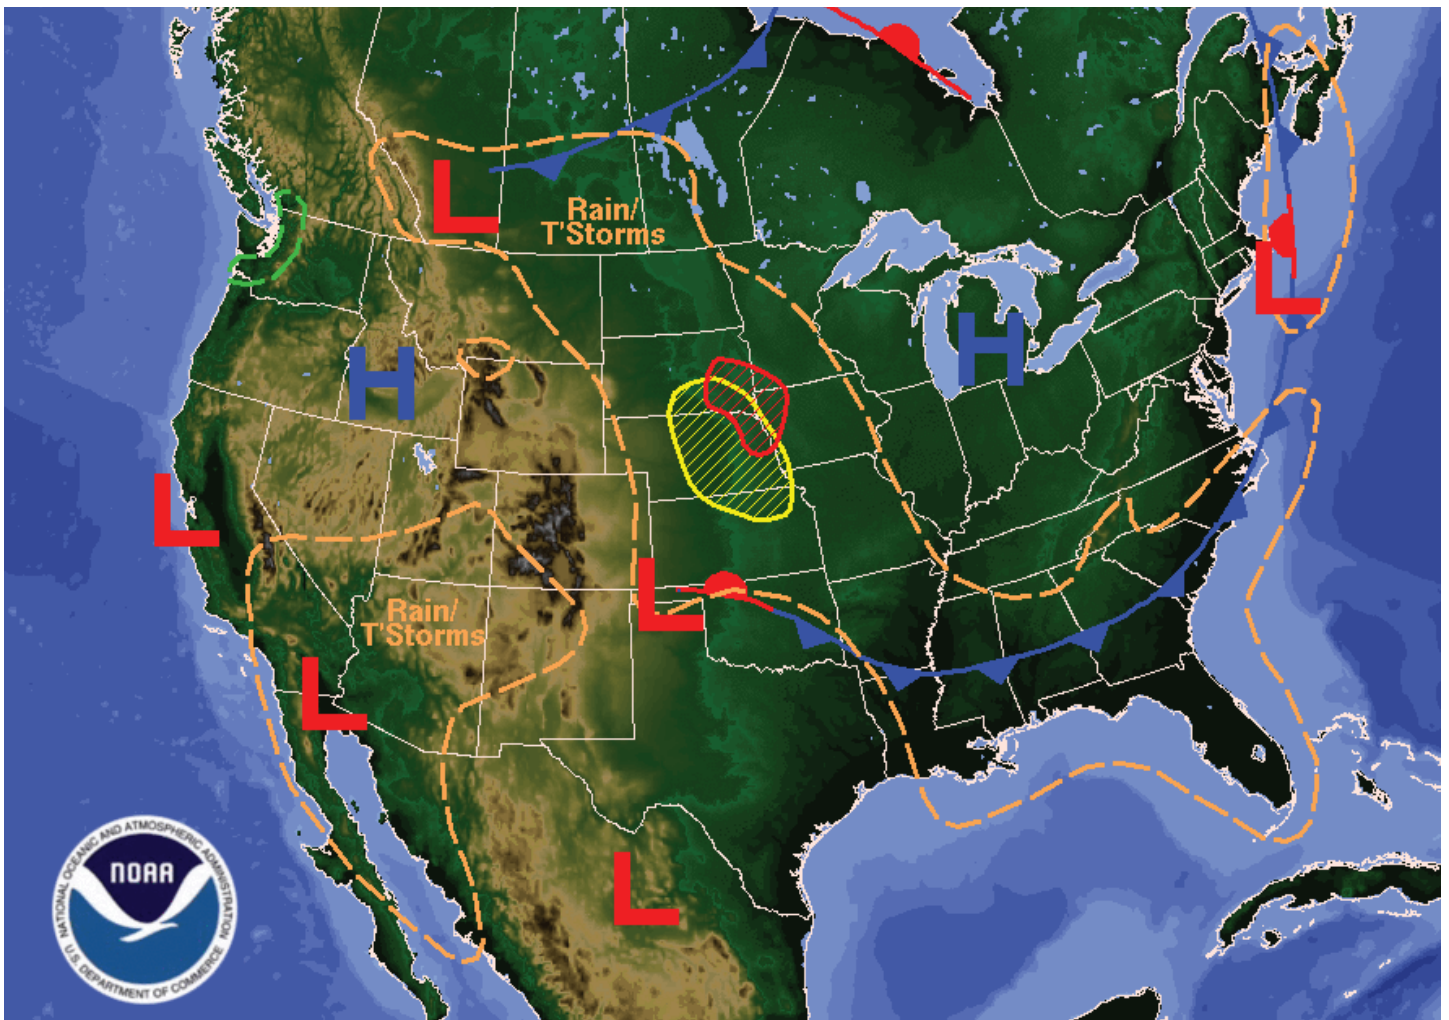 Rain/
T'Storms
H
H
L
L
L
L
L
L
Rain/
T'Storms
NATIONAL OCEANIC AND ATMOSPHERIC ADMINISTRATION
NOAA
U.S. DEPARTMENT OF COMMERCE